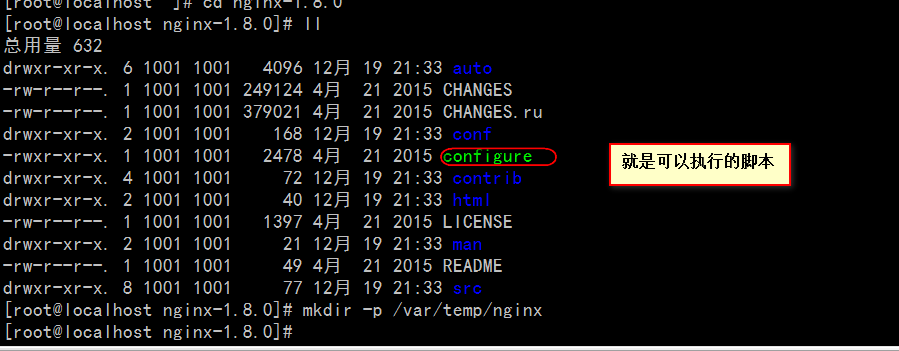 [root@localhost ~]# cd nginx-1.8.0
[root@localhost nginx-1.8.0]# ll
总用量 632
drwxr-xr-x. 6 1001 1001   4096 12月 19 21:33 auto
-rw-r--r--. 1 1001 1001 249124 4月  21 2015 CHANGES
-rw-r--r--. 1 1001 1001 379021 4月  21 2015 CHANGES.ru
drwxr-xr-x. 2 1001 1001    168 12月 19 21:33 conf
-rwxr-xr-x. 1 1001 1001   2478 4月  21 2015 configure
就是可以执行的脚本
drwxr-xr-x. 4 1001 1001     72 12月 19 21:33 contrib
drwxr-xr-x. 2 1001 1001     40 12月 19 21:33 html
-rw-r--r--. 1 1001 1001   1397 4月  21 2015 LICENSE
drwxr-xr-x. 2 1001 1001     21 12月 19 21:33 man
-rw-r--r--. 1 1001 1001     49 4月  21 2015 README
drwxr-xr-x. 8 1001 1001     77 12月 19 21:33 src
[root@localhost nginx-1.8.0]# mkdir -p /var/temp/nginx
[root@localhost nginx-1.8.0]#